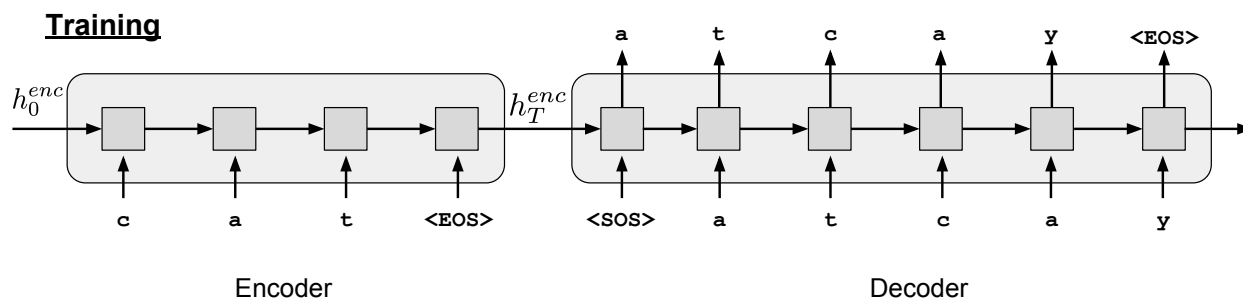 Training
a t c a y <EOS>
h_0^{enc} h_T^{enc}
c a t <EOS> <SOS> a t c a y
Encoder Decoder